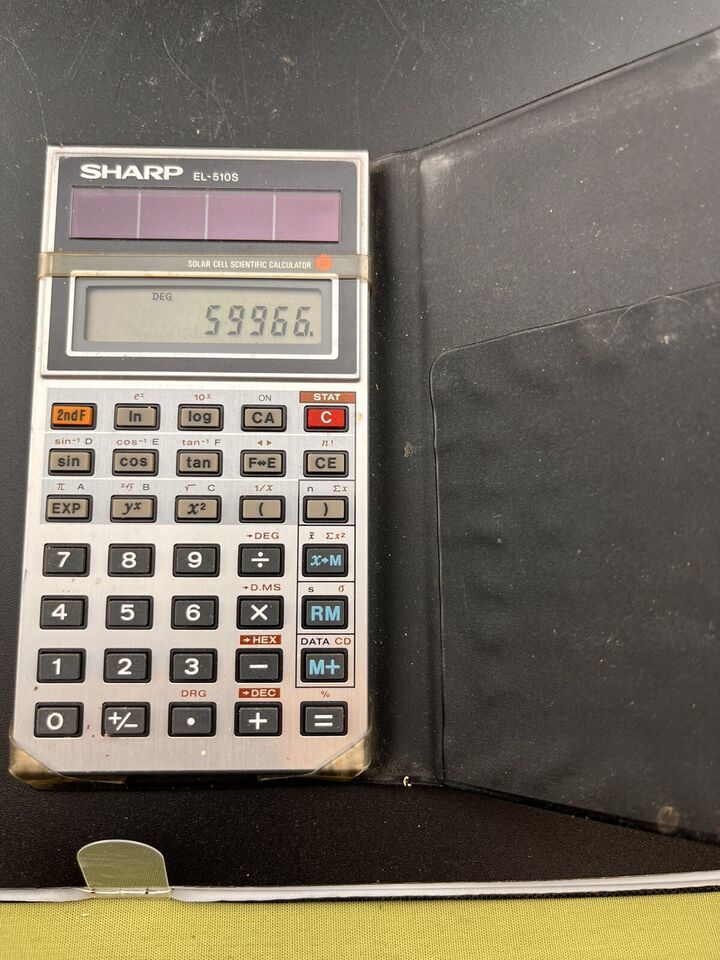 SHARP EL-510S
SOLAR CELL SCIENTIFIC CALCULATOR
DEG
59966.
eˣ 10ˣ ON STAT
2ndF ln log CA C
sin⁻¹ D cos⁻¹ E tan⁻¹ F ◂ ▸ n!
sin cos tan F↔E CE
π A ˣ√y B √ C 1/x n Σx
EXP yˣ x² ( )
→DEG x̄ Σx²
7 8 9 ÷ x→M
→D.MS s σ
4 5 6 × RM
→HEX DATA CD
1 2 3 − M+
DRG →DEC %
0 +/− • + =